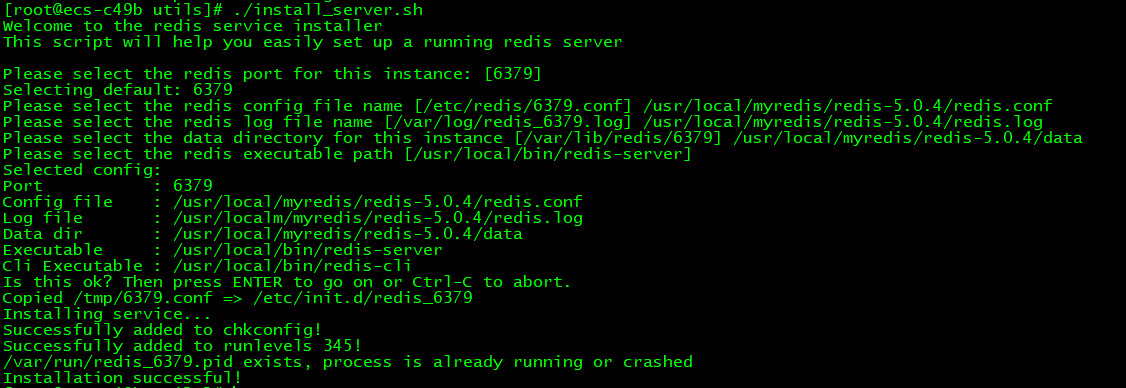 [root@ecs-c49b utils]# ./install_server.sh
Welcome to the redis service installer
This script will help you easily set up a running redis server
Please select the redis port for this instance: [6379]
Selecting default: 6379
Please select the redis config file name [/etc/redis/6379.conf] /usr/local/myredis/redis-5.0.4/redis.conf
Please select the redis log file name [/var/log/redis_6379.log] /usr/local/myredis/redis-5.0.4/redis.log
Please select the data directory for this instance [/var/lib/redis/6379] /usr/local/myredis/redis-5.0.4/data
Please select the redis executable path [/usr/local/bin/redis-server]
Selected config:
Port : 6379
Config file : /usr/local/myredis/redis-5.0.4/redis.conf
Log file : /usr/localm/myredis/redis-5.0.4/redis.log
Data dir : /usr/local/myredis/redis-5.0.4/data
Executable : /usr/local/bin/redis-server
Cli Executable : /usr/local/bin/redis-cli
Is this ok? Then press ENTER to go on or Ctrl-C to abort.
Copied /tmp/6379.conf => /etc/init.d/redis_6379
Installing service...
Successfully added to chkconfig!
Successfully added to runlevels 345!
/var/run/redis_6379.pid exists, process is already running or crashed
Installation successful!